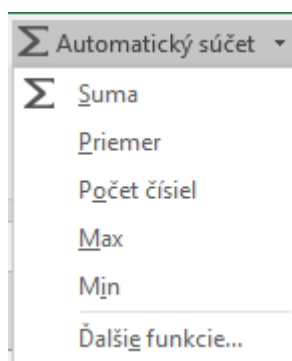 Automatický súčet
Suma
Priemer
Počet čísiel
Max
Min
Ďalšie funkcie...